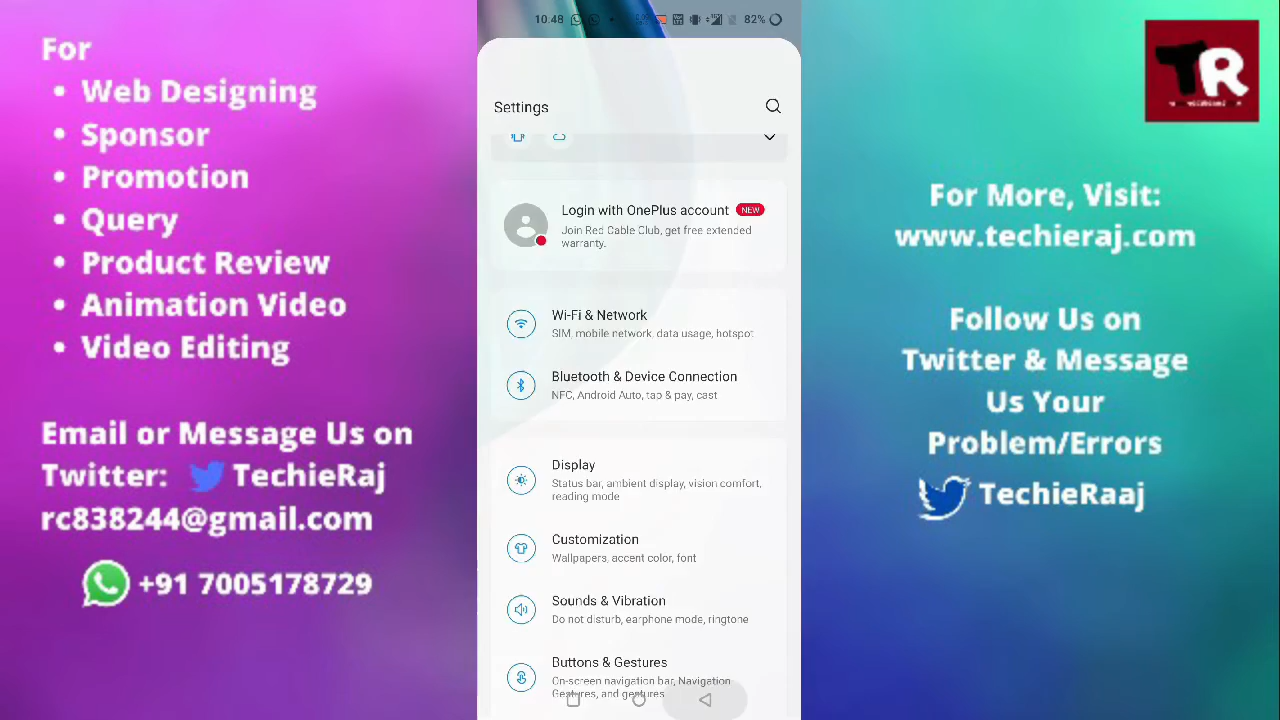 For
• Web Designing
• Sponsor
• Promotion
• Query
• Product Review
• Animation Video
• Video Editing
Email or Message Us on
Twitter: TechieRaj
rc838244@gmail.com
+91 7005178729
10.48
82%
Settings
Login with OnePlus account NEW
Join Red Cable Club, get free extended
warranty.
Wi-Fi & Network
SIM, mobile network, data usage, hotspot
Bluetooth & Device Connection
NFC, Android Auto, tap & pay, cast
Display
Status bar, ambient display, vision comfort,
reading mode
Customization
Wallpapers, accent color, font
Sounds & Vibration
Do not disturb, earphone mode, ringtone
Buttons & Gestures
On-screen navigation bar, Navigation
Gestures, and gestures
TR
For More, Visit:
www.techieraj.com
Follow Us on
Twitter & Message
Us Your
Problem/Errors
TechieRaaj